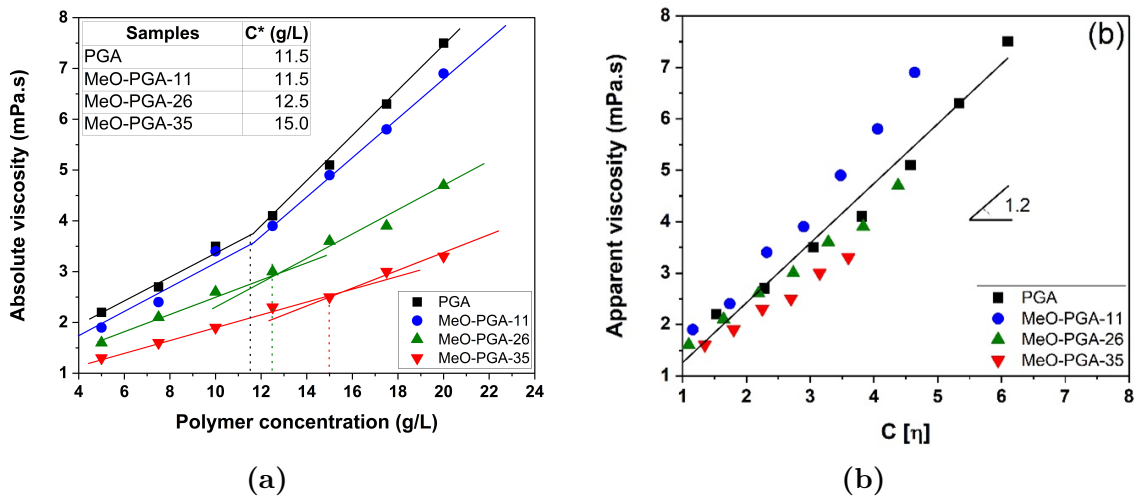 Samples C* (g/L)
PGA 11.5
MeO-PGA-11 11.5
MeO-PGA-26 12.5
MeO-PGA-35 15.0
Absolute viscosity (mPa.s)
8
7
6
5
4
3
2
1
4 6 8 10 12 14 16 18 20 22 24
Polymer concentration (g/L)
PGA
MeO-PGA-11
MeO-PGA-26
MeO-PGA-35
(a)
(b)
Apparent viscosity (mPa.s)
8
7
6
5
4
3
2
1
1.2
PGA
MeO-PGA-11
MeO-PGA-26
MeO-PGA-35
1 2 3 4 5 6 7 8
C [η]
(b)